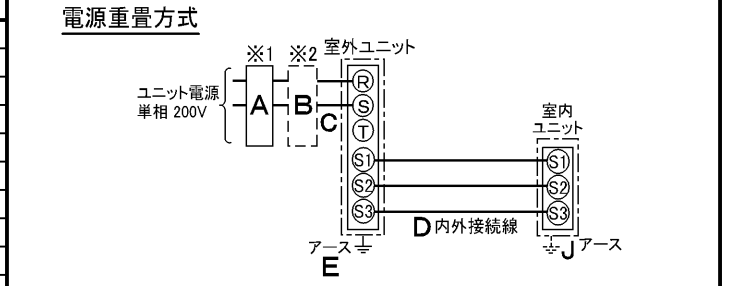 電源重畳方式
※1 ※2 室外ユニット
ユニット電源
単相 200V
A B C
R
S
T
S1
S2
S3
室内
ユニット
S1
S2
S3
D 内外接続線
アース
E
J アース